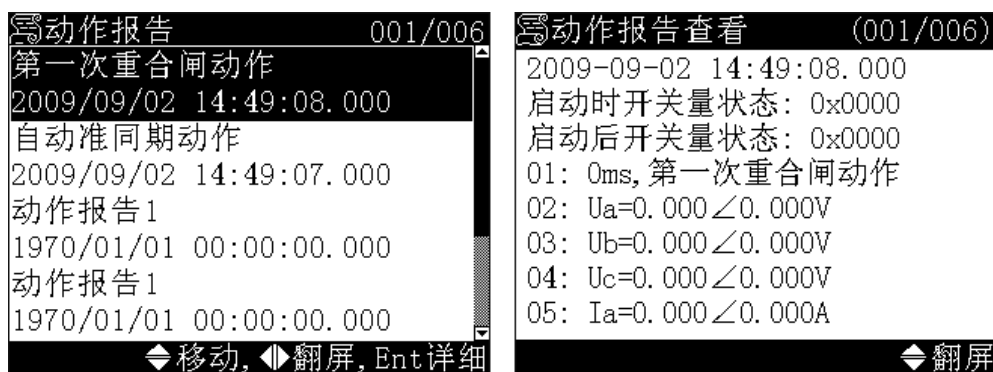 动作报告 001/006
第一次重合闸动作
2009/09/02 14:49:08.000
自动准同期动作
2009/09/02 14:49:07.000
动作报告1
1970/01/01 00:00:00.000
动作报告1
1970/01/01 00:00:00.000
移动,翻屏,Ent详细
动作报告查看 (001/006)
2009-09-02 14:49:08.000
启动时开关量状态: 0x0000
启动后开关量状态: 0x0000
01: 0ms,第一次重合闸动作
02: Ua=0.000∠0.000V
03: Ub=0.000∠0.000V
04: Uc=0.000∠0.000V
05: Ia=0.000∠0.000A
翻屏